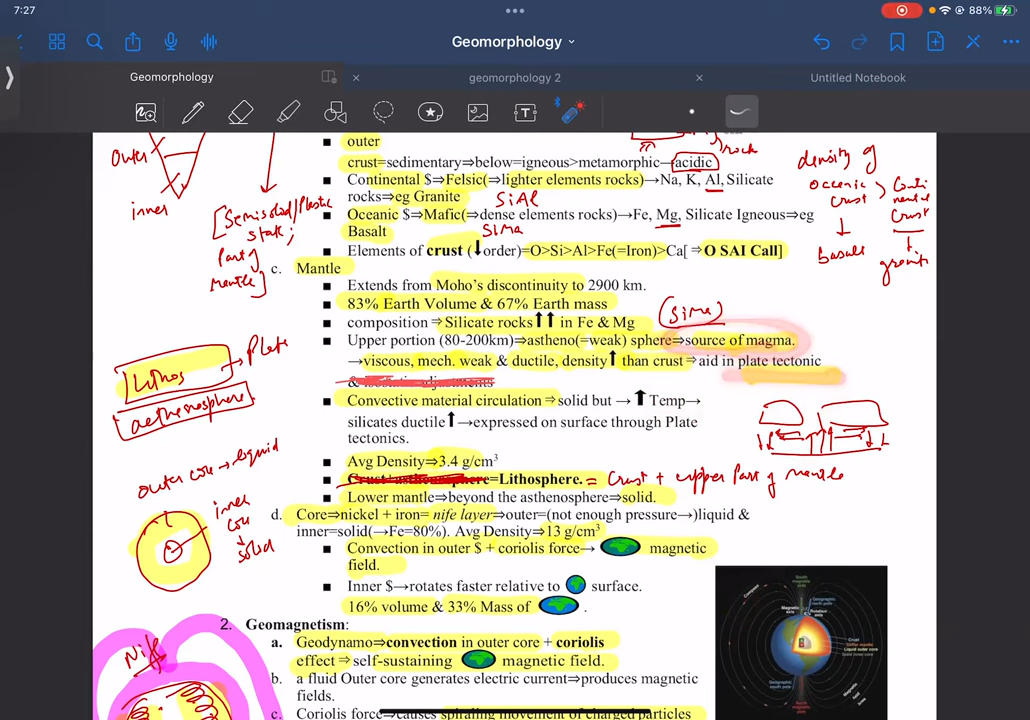 7:27
88%
Geomorphology
Geomorphology
geomorphology 2
Untitled Notebook
outer
crust=sedimentary⇒below=igneous>metamorphic→acidic
Continental $⇒Felsic(⇒lighter elements rocks)→Na, K, Al, Silicate
rocks⇒eg Granite
SiAl
Oceanic $⇒Mafic(⇒dense elements rocks)→Fe, Mg, Silicate Igneous⇒eg
Basalt
SiMa
Elements of crust (⬇order)=O>Si>Al>Fe(=Iron)>Ca[⇒O SAI Call]
c. Mantle
Extends from Moho's discontinuity to 2900 km.
83% Earth Volume & 67% Earth mass
(SiMa)
composition⇒Silicate rocks⬆⬆ in Fe & Mg
Upper portion (80-200km)⇒astheno(=weak) sphere⇒source of magma.
→viscous, mech. weak & ductile, density⬆ than crust⇒aid in plate tectonic
Convective material circulation⇒solid but→⬆Temp→
silicates ductile⬆→expressed on surface through Plate
tectonics.
Avg Density⇒3.4 g/cm³
=Lithosphere. = Crust + upper Part of mantle
Lower mantle⇒beyond the asthenosphere⇒solid.
d. Core⇒nickel + iron= nife layer⇒outer=(not enough pressure→)liquid &
inner=solid(→Fe=80%). Avg Density⇒13 g/cm³
Convection in outer $ + coriolis force→ magnetic
field.
Inner $→rotates faster relative to surface.
16% volume & 33% Mass of .
2. Geomagnetism:
a. Geodynamo⇒convection in outer core + coriolis
effect⇒self-sustaining magnetic field.
b. a fluid Outer core generates electric current⇒produces magnetic
fields.
c. Coriolis force⇒causes spiraling movement of charged particles
outer
inner
[Semisolid/Plastic
state;
Part of
Mantle]
rock
density of
Oceanic
crust
>
Continental
Crust
basalt
granite
Lithos
Plate
aesthenosphere
outer core→liquid
inner
core
solid
Nife